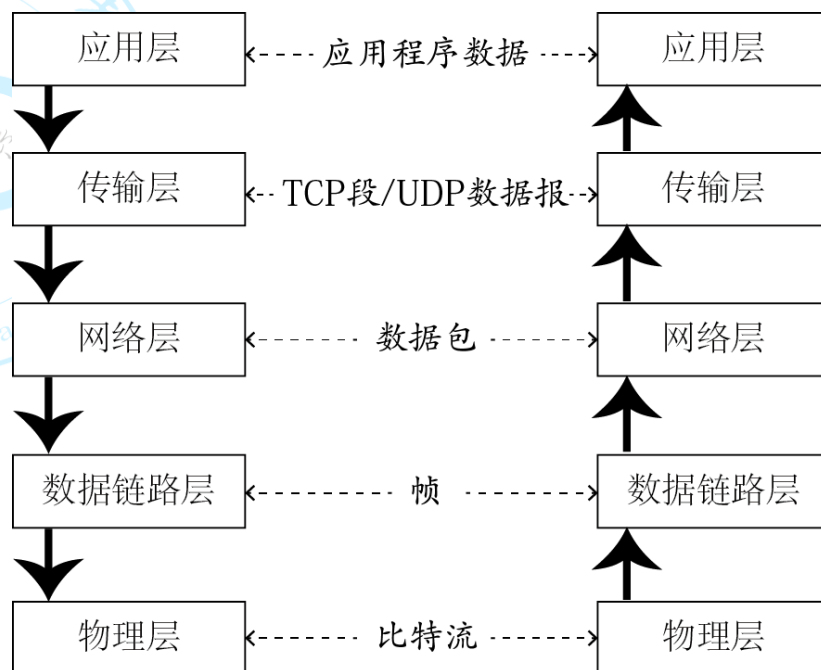 应用层 应用程序数据 应用层
传输层 TCP段/UDP数据报 传输层
网络层 数据包 网络层
数据链路层 帧 数据链路层
物理层 比特流 物理层